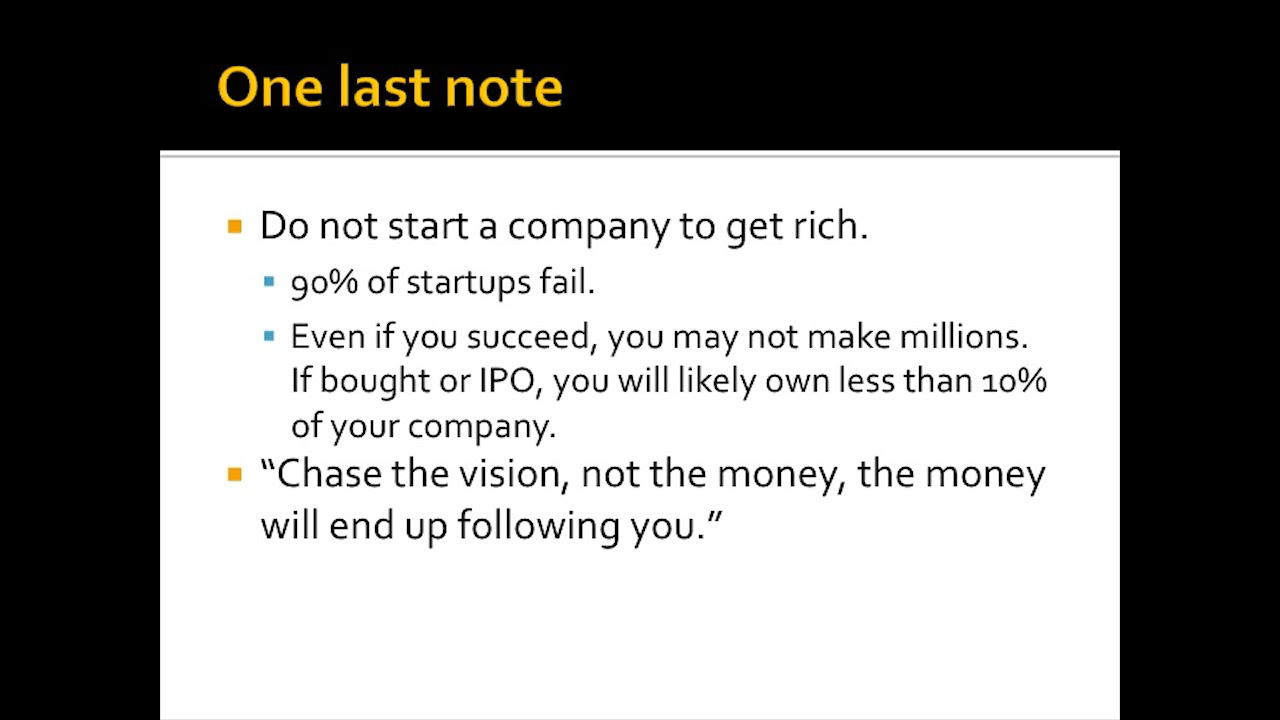 One last note
Do not start a company to get rich.
90% of startups fail.
Even if you succeed, you may not make millions.
If bought or IPO, you will likely own less than 10%
of your company.
“Chase the vision, not the money, the money
will end up following you.”